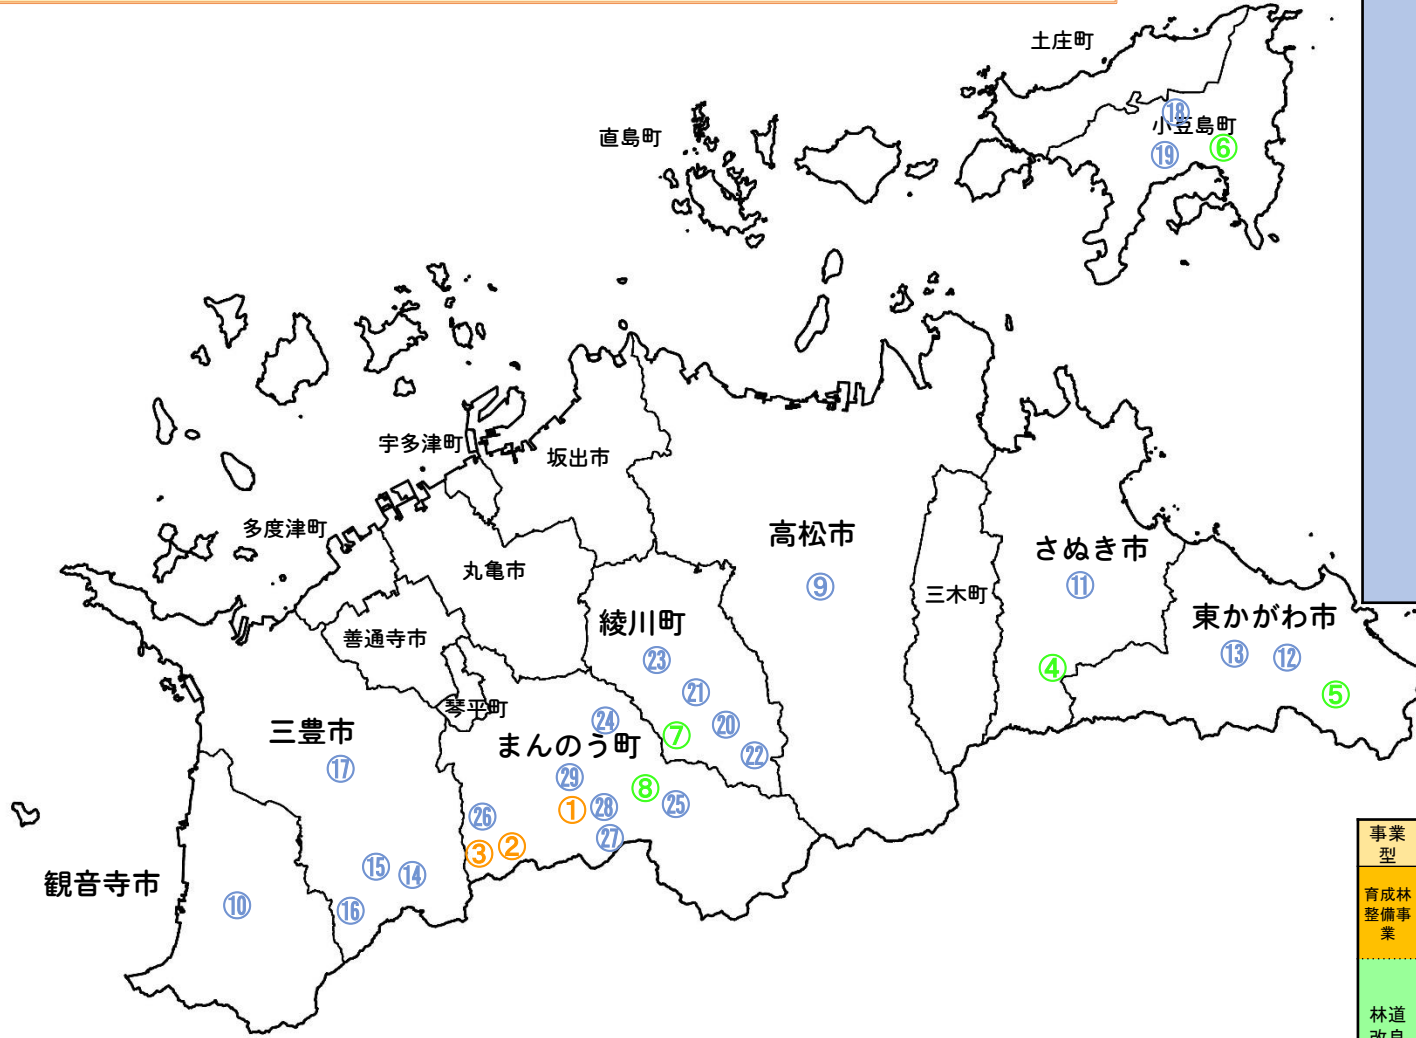 土庄町
⑱
直島町
小豆島町
⑲
⑥
宇多津町
坂出市
多度津町
高松市
さぬき市
丸亀市
⑨
⑪
三木町
綾川町
東かがわ市
善通寺市
㉓
⑬
⑫
④
㉑
⑤
琴平町
㉔
⑳
三豊市
まんのう町
⑦
㉒
⑰
㉙
⑧
①
㉘
㉕
㉖
㉗
③
②
事業
型
⑮
⑭
観音寺市
⑩
⑯
育成林
整備事
業
林道
改良